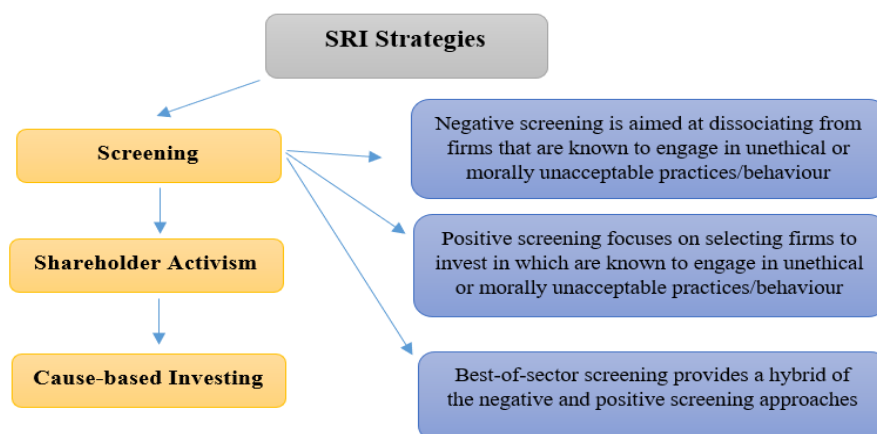 SRI Strategies
Screening
Shareholder Activism
Cause-based Investing
Negative screening is aimed at dissociating from
firms that are known to engage in unethical or
morally unacceptable practices/behaviour
Positive screening focuses on selecting firms to
invest in which are known to engage in unethical
or morally unacceptable practices/behaviour
Best-of-sector screening provides a hybrid of
the negative and positive screening approaches